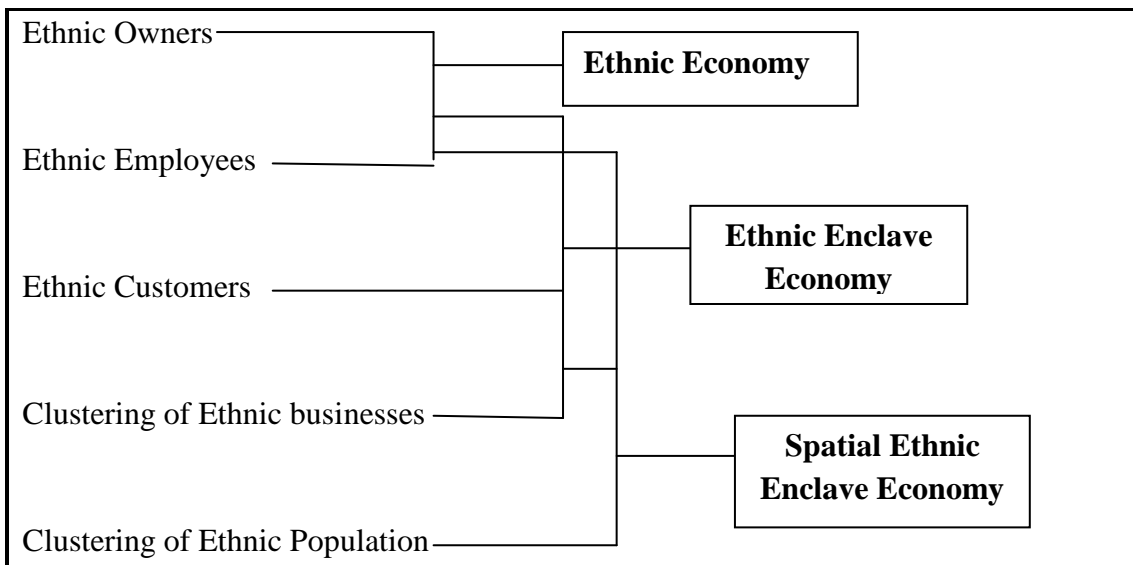 Ethnic Owners
Ethnic Economy
Ethnic Employees
Ethnic Enclave
Economy
Ethnic Customers
Clustering of Ethnic businesses
Spatial Ethnic
Enclave Economy
Clustering of Ethnic Population